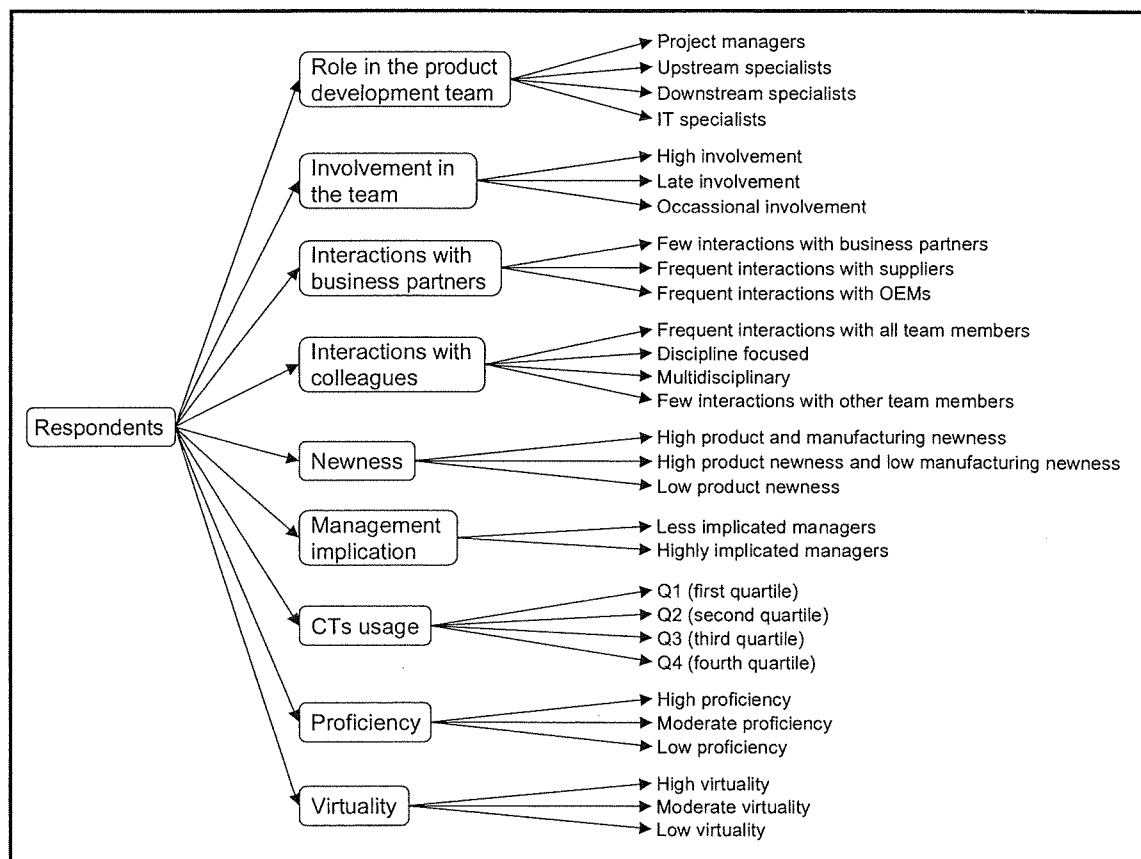 Respondents
Role in the product
development team
Project managers
Upstream specialists
Downstream specialists
IT specialists
Involvement in
the team
High involvement
Late involvement
Occassional involvement
Interactions with
business partners
Few interactions with business partners
Frequent interactions with suppliers
Frequent interactions with OEMs
Interactions with
colleagues
Frequent interactions with all team members
Discipline focused
Multidisciplinary
Few interactions with other team members
Newness
High product and manufacturing newness
High product newness and low manufacturing newness
Low product newness
Management
implication
Less implicated managers
Highly implicated managers
CTs usage
Q1 (first quartile)
Q2 (second quartile)
Q3 (third quartile)
Q4 (fourth quartile)
Proficiency
High proficiency
Moderate proficiency
Low proficiency
Virtuality
High virtuality
Moderate virtuality
Low virtuality